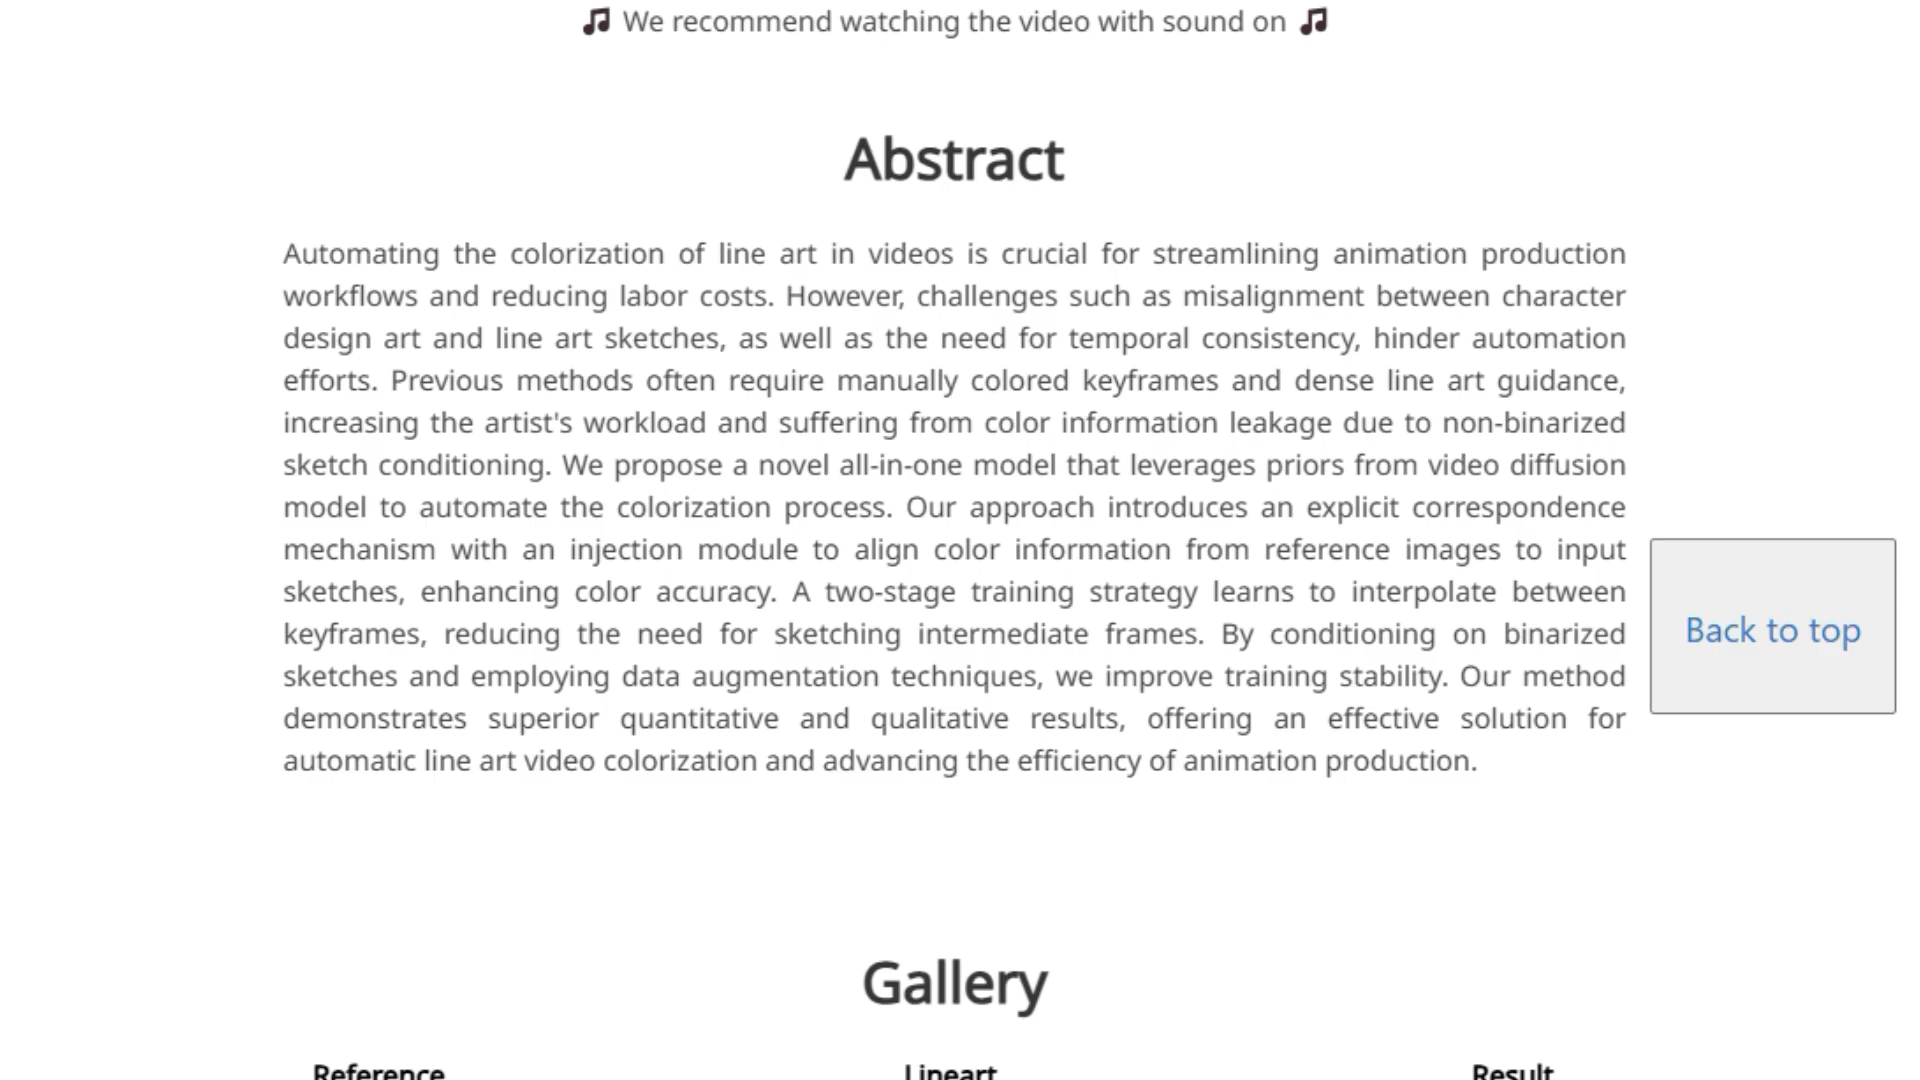 We recommend watching the video with sound on
Abstract
Automating the colorization of line art in videos is crucial for streamlining animation production
workflows and reducing labor costs. However, challenges such as misalignment between character
design art and line art sketches, as well as the need for temporal consistency, hinder automation
efforts. Previous methods often require manually colored keyframes and dense line art guidance,
increasing the artist's workload and suffering from color information leakage due to non-binarized
sketch conditioning. We propose a novel all-in-one model that leverages priors from video diffusion
model to automate the colorization process. Our approach introduces an explicit correspondence
mechanism with an injection module to align color information from reference images to input
sketches, enhancing color accuracy. A two-stage training strategy learns to interpolate between
keyframes, reducing the need for sketching intermediate frames. By conditioning on binarized
sketches and employing data augmentation techniques, we improve training stability. Our method
demonstrates superior quantitative and qualitative results, offering an effective solution for
automatic line art video colorization and advancing the efficiency of animation production.
Back to top
Gallery
Reference Lineart Result